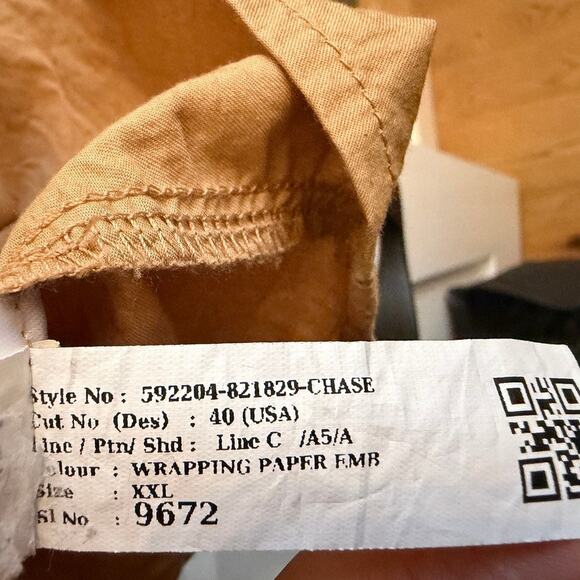 Style No : 592204-821829-CHASE
Cut No (Des) : 40 (USA)
Line / Ptn/ Shd : Line C /A5/A
Colour : WRAPPING PAPER EMB
Size : XXL
Sl No : 9672